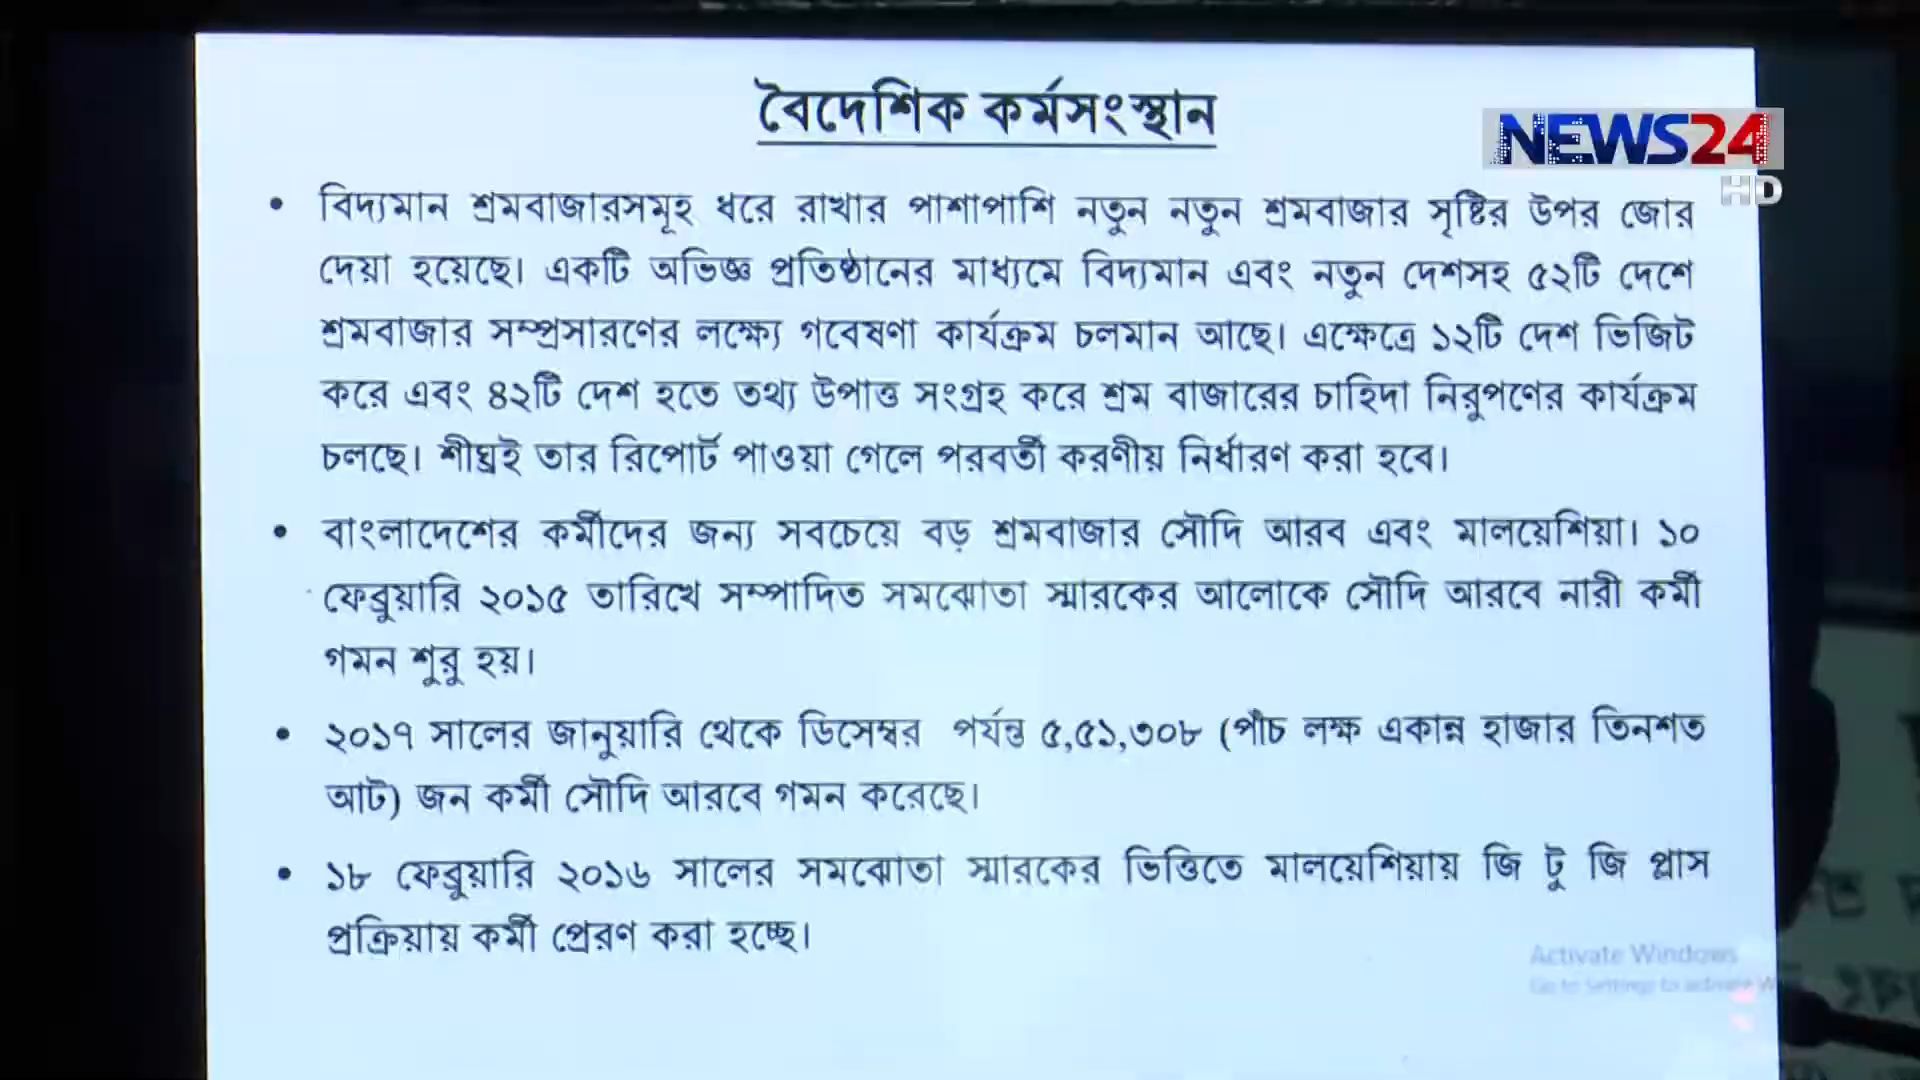 বৈদেশিক কর্মসংস্থান
NEWS24
HD
• বিদ্যমান শ্রমবাজারসমূহ ধরে রাখার পাশাপাশি নতুন নতুন শ্রমবাজার সৃষ্টির উপর জোর
দেয়া হয়েছে। একটি অভিজ্ঞ প্রতিষ্ঠানের মাধ্যমে বিদ্যমান এবং নতুন দেশসহ ৫২টি দেশে
শ্রমবাজার সম্প্রসারণের লক্ষ্যে গবেষণা কার্যক্রম চলমান আছে। এক্ষেত্রে ১২টি দেশ ভিজিট
করে এবং ৪২টি দেশ হতে তথ্য উপাত্ত সংগ্রহ করে শ্রম বাজারের চাহিদা নিরুপণের কার্যক্রম
চলছে। শীঘ্রই তার রিপোর্ট পাওয়া গেলে পরবর্তী করণীয় নির্ধারণ করা হবে।
• বাংলাদেশের কর্মীদের জন্য সবচেয়ে বড় শ্রমবাজার সৌদি আরব এবং মালয়েশিয়া। ১০
ফেব্রুয়ারি ২০১৫ তারিখে সম্পাদিত সমঝোতা স্মারকের আলোকে সৌদি আরবে নারী কর্মী
গমন শুরু হয়।
• ২০১৭ সালের জানুয়ারি থেকে ডিসেম্বর পর্যন্ত ৫,৫১,৩০৮ (পাঁচ লক্ষ একান্ন হাজার তিনশত
আট) জন কর্মী সৌদি আরবে গমন করেছে।
• ১৮ ফেব্রুয়ারি ২০১৬ সালের সমঝোতা স্মারকের ভিত্তিতে মালয়েশিয়ায় জি টু জি প্লাস
প্রক্রিয়ায় কর্মী প্রেরণ করা হচ্ছে।
Activate Windows
Go to Settings to activate